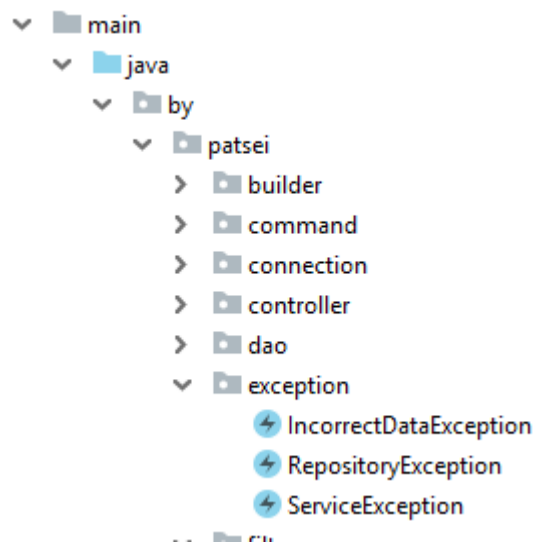 main
java
by
patsei
builder
command
connection
controller
dao
exception
IncorrectDataException
RepositoryException
ServiceException